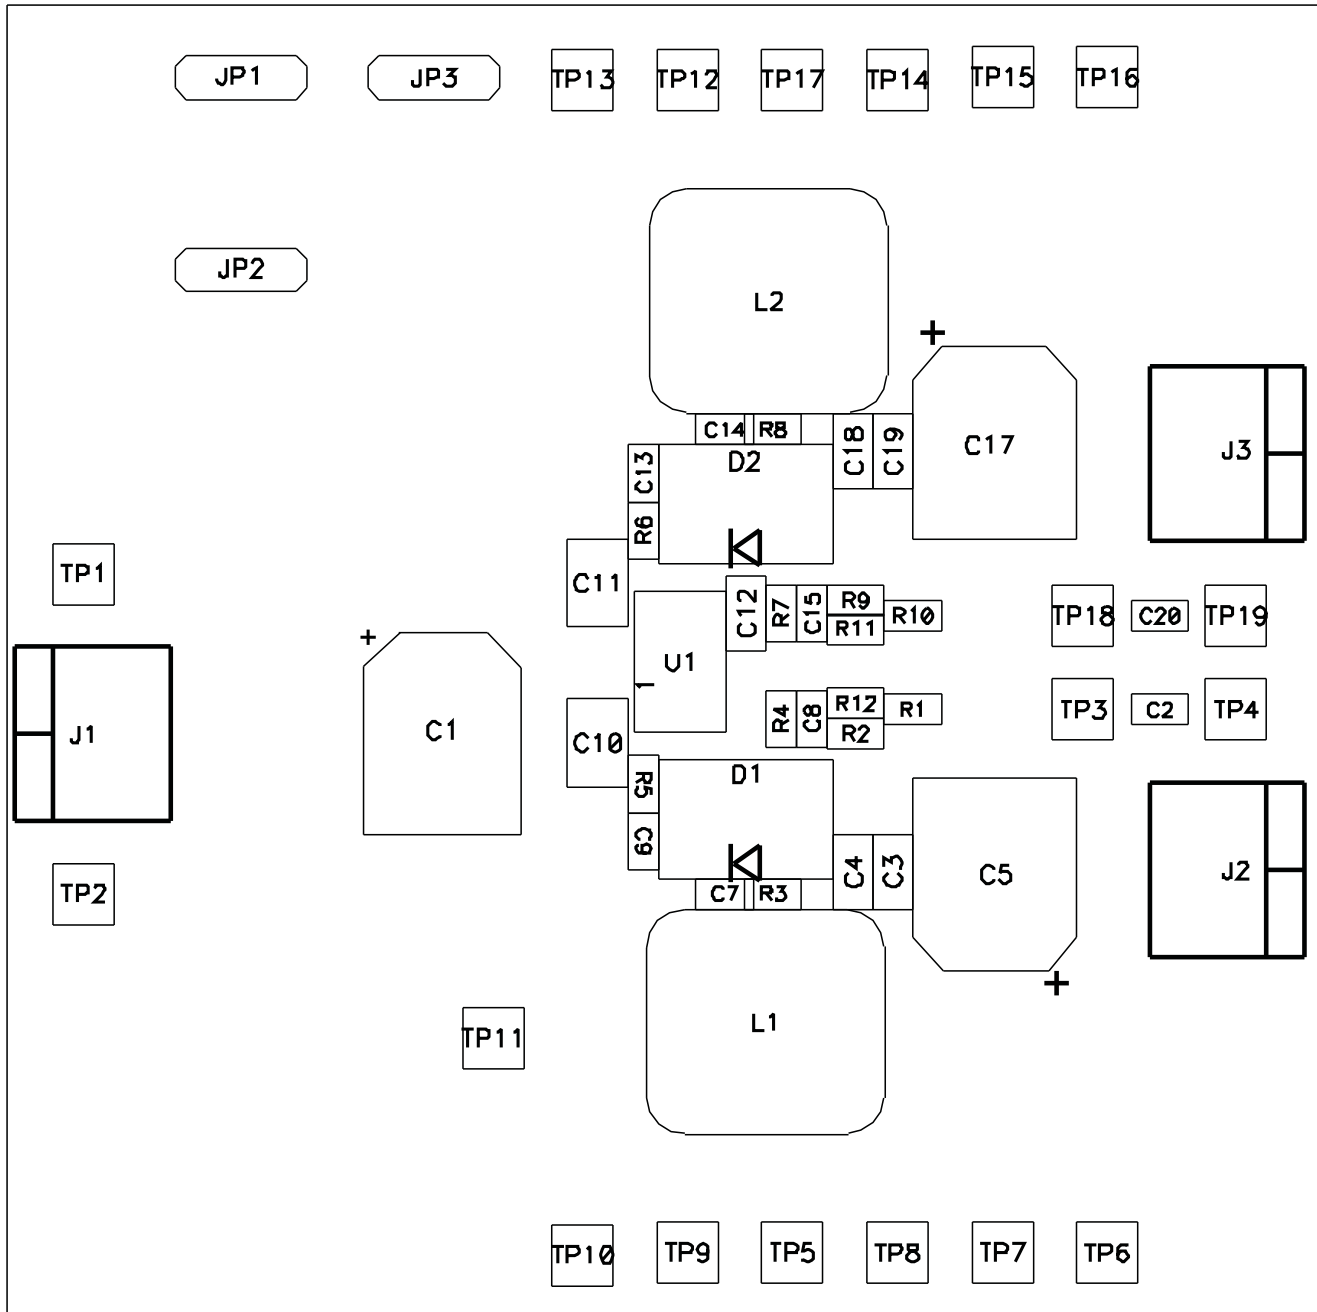 JP1
JP3
TP13
TP12
TP17
TP14
TP15
TP16
JP2
L2
+
C17
J3
C14
R8
C18
C19
D2
C13
R6
C11
TP1
C12
R7
C15
R9
R10
R11
TP18
C20
TP19
+
U1
1
C1
J1
C10
R4
C8
R12
R1
R2
TP3
C2
TP4
D1
R5
C9
C4
C3
C5
J2
TP2
C7
R3
+
L1
TP11
TP10
TP9
TP5
TP8
TP7
TP6